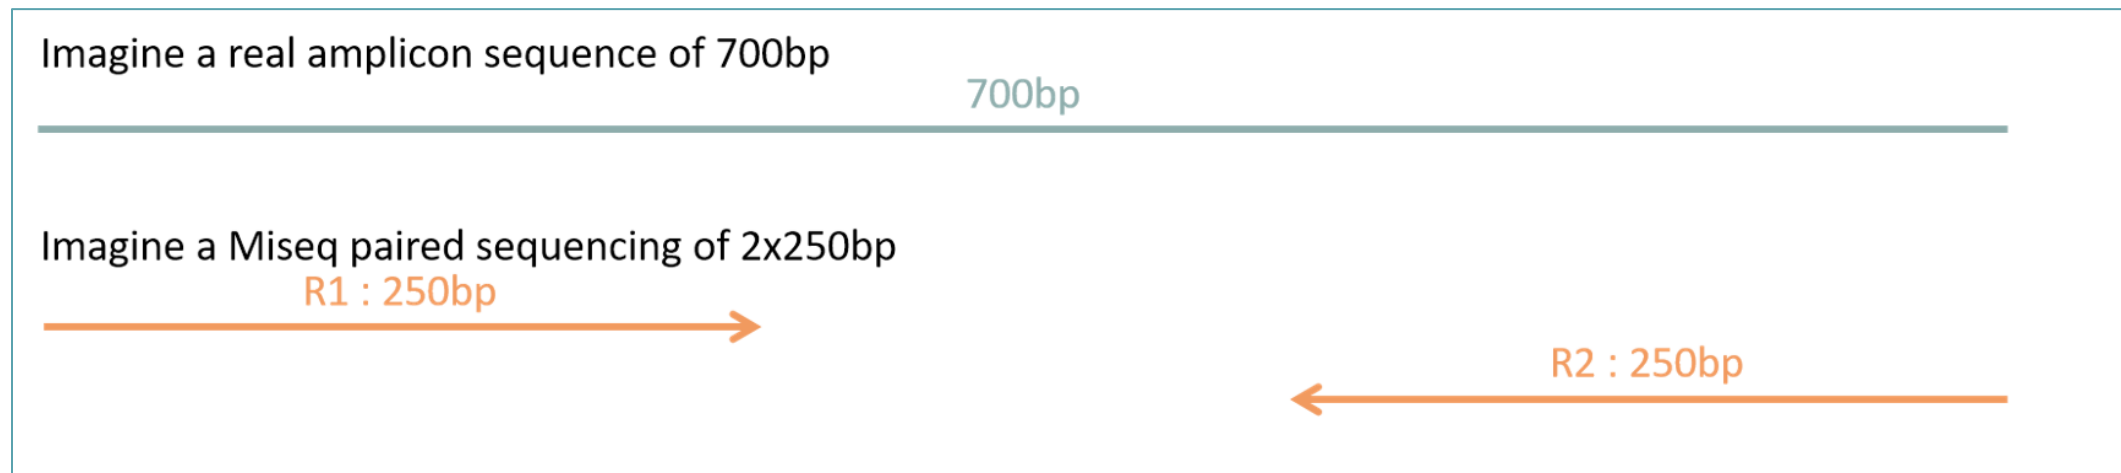 Imagine a real amplicon sequence of 700bp
700bp
Imagine a Miseq paired sequencing of 2x250bp
R1 : 250bp
R2 : 250bp